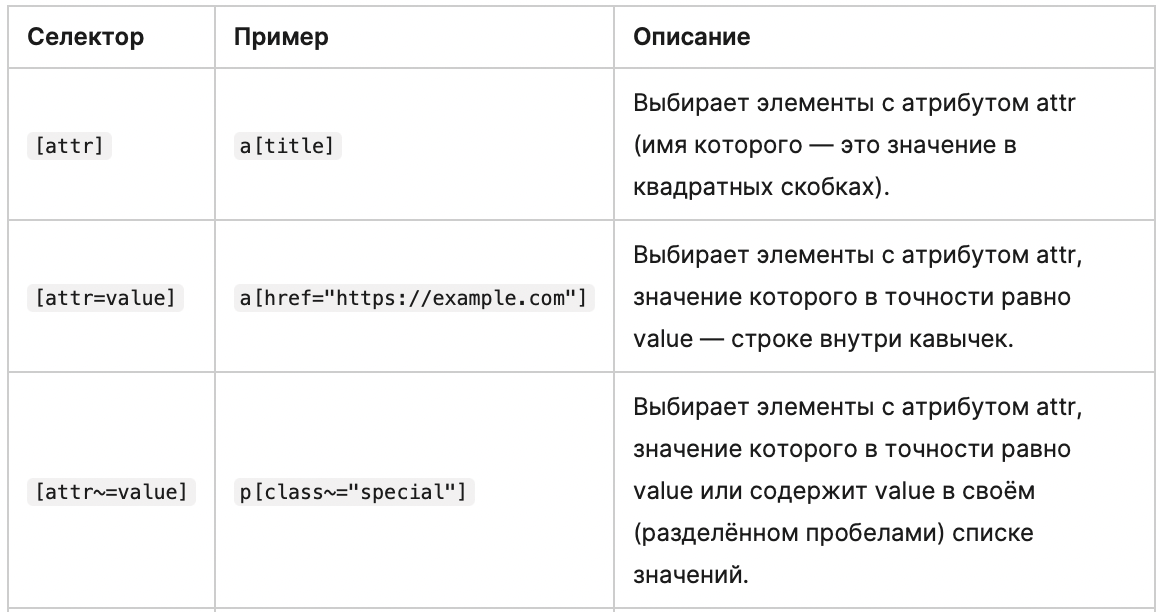 Селектор Пример Описание
[attr] a[title] Выбирает элементы с атрибутом attr
(имя которого — это значение в
квадратных скобках).
[attr=value] a[href="https://example.com"] Выбирает элементы с атрибутом attr,
значение которого в точности равно
value — строке внутри кавычек.
[attr~=value] p[class~="special"] Выбирает элементы с атрибутом attr,
значение которого в точности равно
value или содержит value в своём
(разделённом пробелами) списке
значений.